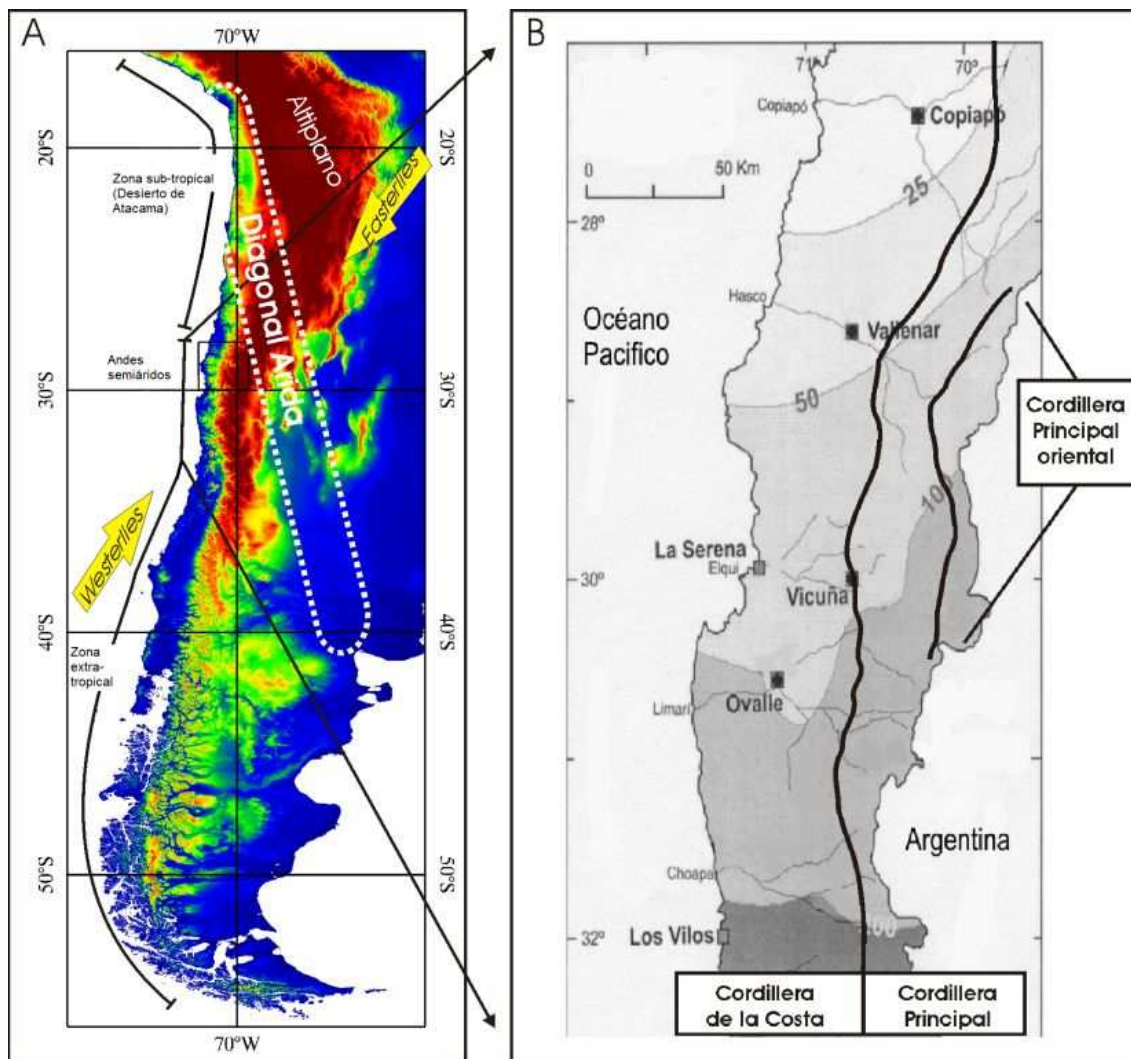 A
70°W
Altiplano
20°S
20°S
Zona sub-tropical
(Desierto de
Atacama)
Easterlies
Diagonal Arida
Andes
semiáridos
30°S
30°S
Westerlies
40°S
40°S
Zona
extra-
tropical
50°S
50°S
70°W
B
71°
70°
Copiapó
Copiapó
0
50 Km
25
28°
Hasco
Océano
Pacifico
Vallenar
50
Cordillera
Principal
oriental
100
La Serena
Elqui
30°
Vicuña
Ovalle
Limarí
Argentina
Choapa
Los Vilos
32°
Cordillera
de la Costa
Cordillera
Principal